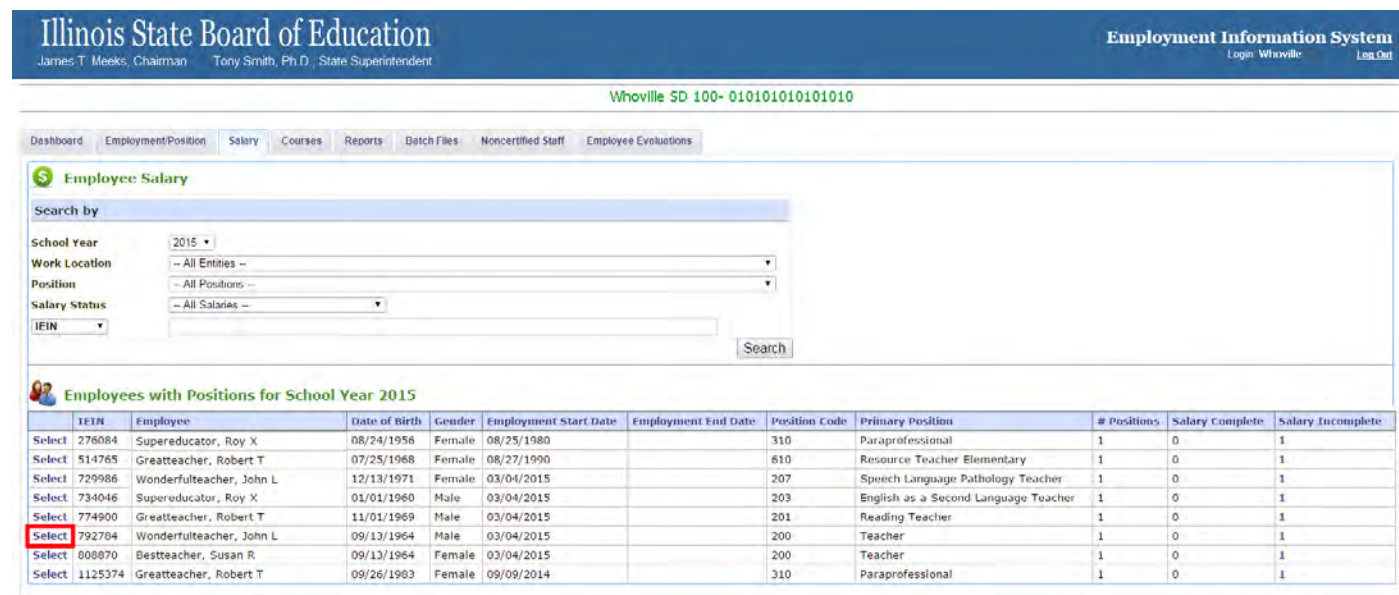 Illinois State Board of Education
James T. Meeks, Chairman Tony Smith, Ph.D., State Superintendent
Employment Information System
Login: Whoville Log Out
Whoville SD 100- 010101010101010
Dashboard Employment/Position Salary Courses Reports Batch Files Noncertified Staff Employee Evaluations
Employee Salary
Search by
School Year 2015
Work Location -- All Entities --
Position -- All Positions --
Salary Status -- All Salaries --
IEIN
Search
Employees with Positions for School Year 2015
IEIN Employee Date of Birth Gender Employment Start Date Employment End Date Position Code Primary Position # Positions Salary Complete Salary Incomplete
Select 276084 Supereducator, Roy X 08/24/1956 Female 08/25/1980 310 Paraprofessional 1 0 1
Select 514765 Greatteacher, Robert T 07/25/1968 Female 08/27/1990 610 Resource Teacher Elementary 1 0 1
Select 729986 Wonderfulteacher, John L 12/13/1971 Female 03/04/2015 207 Speech Language Pathology Teacher 1 0 1
Select 734046 Supereducator, Roy X 01/01/1960 Male 03/04/2015 203 English as a Second Language Teacher 1 0 1
Select 774900 Greatteacher, Robert T 11/01/1969 Male 03/04/2015 201 Reading Teacher 1 0 1
Select 792784 Wonderfulteacher, John L 09/13/1964 Male 03/04/2015 200 Teacher 1 0 1
Select 808870 Bestteacher, Susan R 09/13/1964 Female 03/04/2015 200 Teacher 1 0 1
Select 1125374 Greatteacher, Robert T 09/26/1983 Female 09/09/2014 310 Paraprofessional 1 0 1